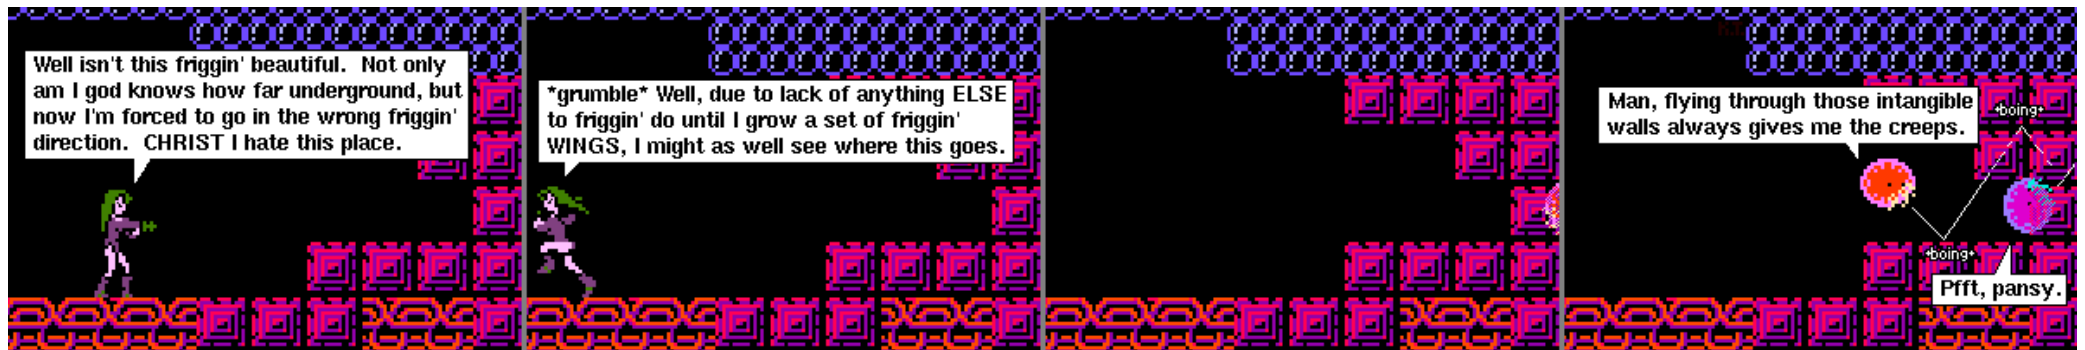 Well isn't this friggin' beautiful.  Not only
am I god knows how far underground, but
now I'm forced to go in the wrong friggin'
direction.  CHRIST I hate this place.
*grumble* Well, due to lack of anything ELSE
to friggin' do until I grow a set of friggin'
WINGS, I might as well see where this goes.
Man, flying through those intangible
walls always gives me the creeps.
*boing*
*boing*
Pfft, pansy.